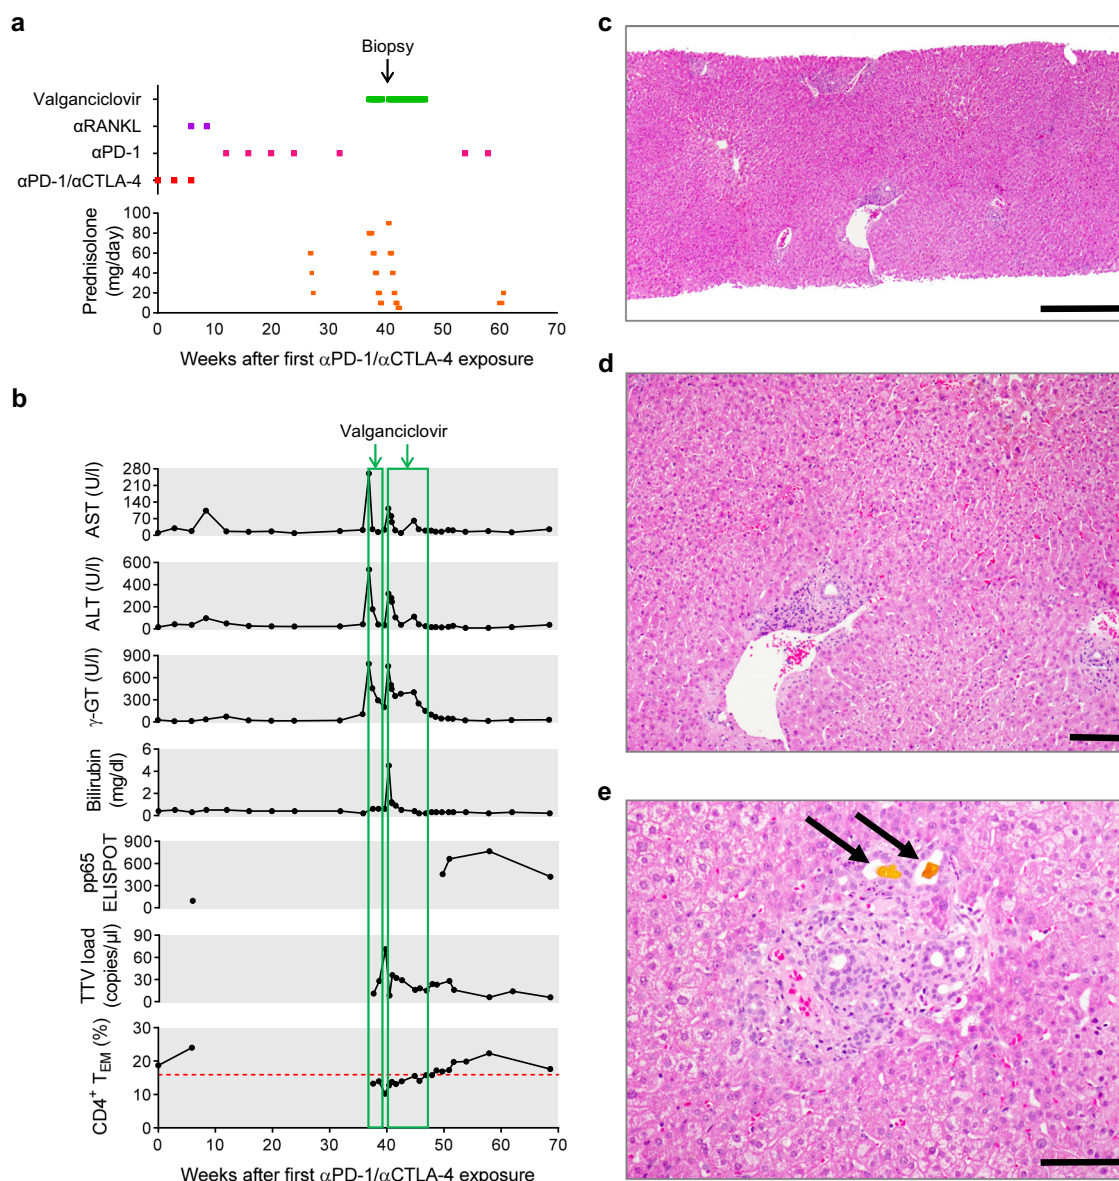 a
Biopsy
Valganciclovir
αRANKL
αPD-1
αPD-1/αCTLA-4
Prednisolone
(mg/day)
100
80
60
40
20
0
0 10 20 30 40 50 60 70
Weeks after first αPD-1/αCTLA-4 exposure
b
Valganciclovir
AST (U/l)
280
210
140
70
0
ALT (U/l)
600
400
200
0
γ-GT (U/l)
900
600
300
0
Bilirubin
(mg/dl)
6
4
2
0
pp65
ELISPOT
900
600
300
0
TTV load
(copies/µl)
90
60
30
0
CD4+ TEM (%)
30
20
10
0
0 10 20 30 40 50 60 70
Weeks after first αPD-1/αCTLA-4 exposure
c
d
e